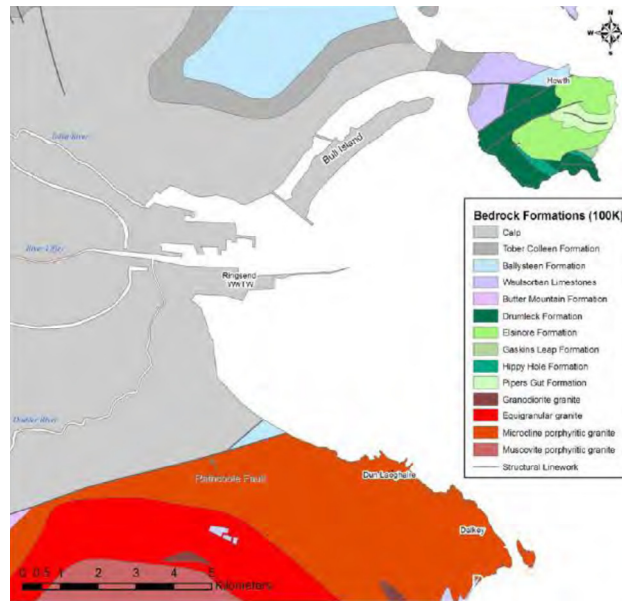 N
W E
S
Howth
Tolka River
Bull Island
River Liffey
Ringsend
WWTW
Dodder River
Rathcoole Fault
Dun Laoghaire
Dalkey
Bedrock Formations (100K)
Calp
Tober Colleen Formation
Ballysteen Formation
Waulsortian Limestones
Butter Mountain Formation
Drumleck Formation
Elsinore Formation
Gaskins Leap Formation
Hippy Hole Formation
Pipers Gut Formation
Granodiorite granite
Equigranular granite
Microcline porphyritic granite
Muscovite porphyritic granite
Structural Linework
0 0.5 1 2 3 4 5
Kilometers